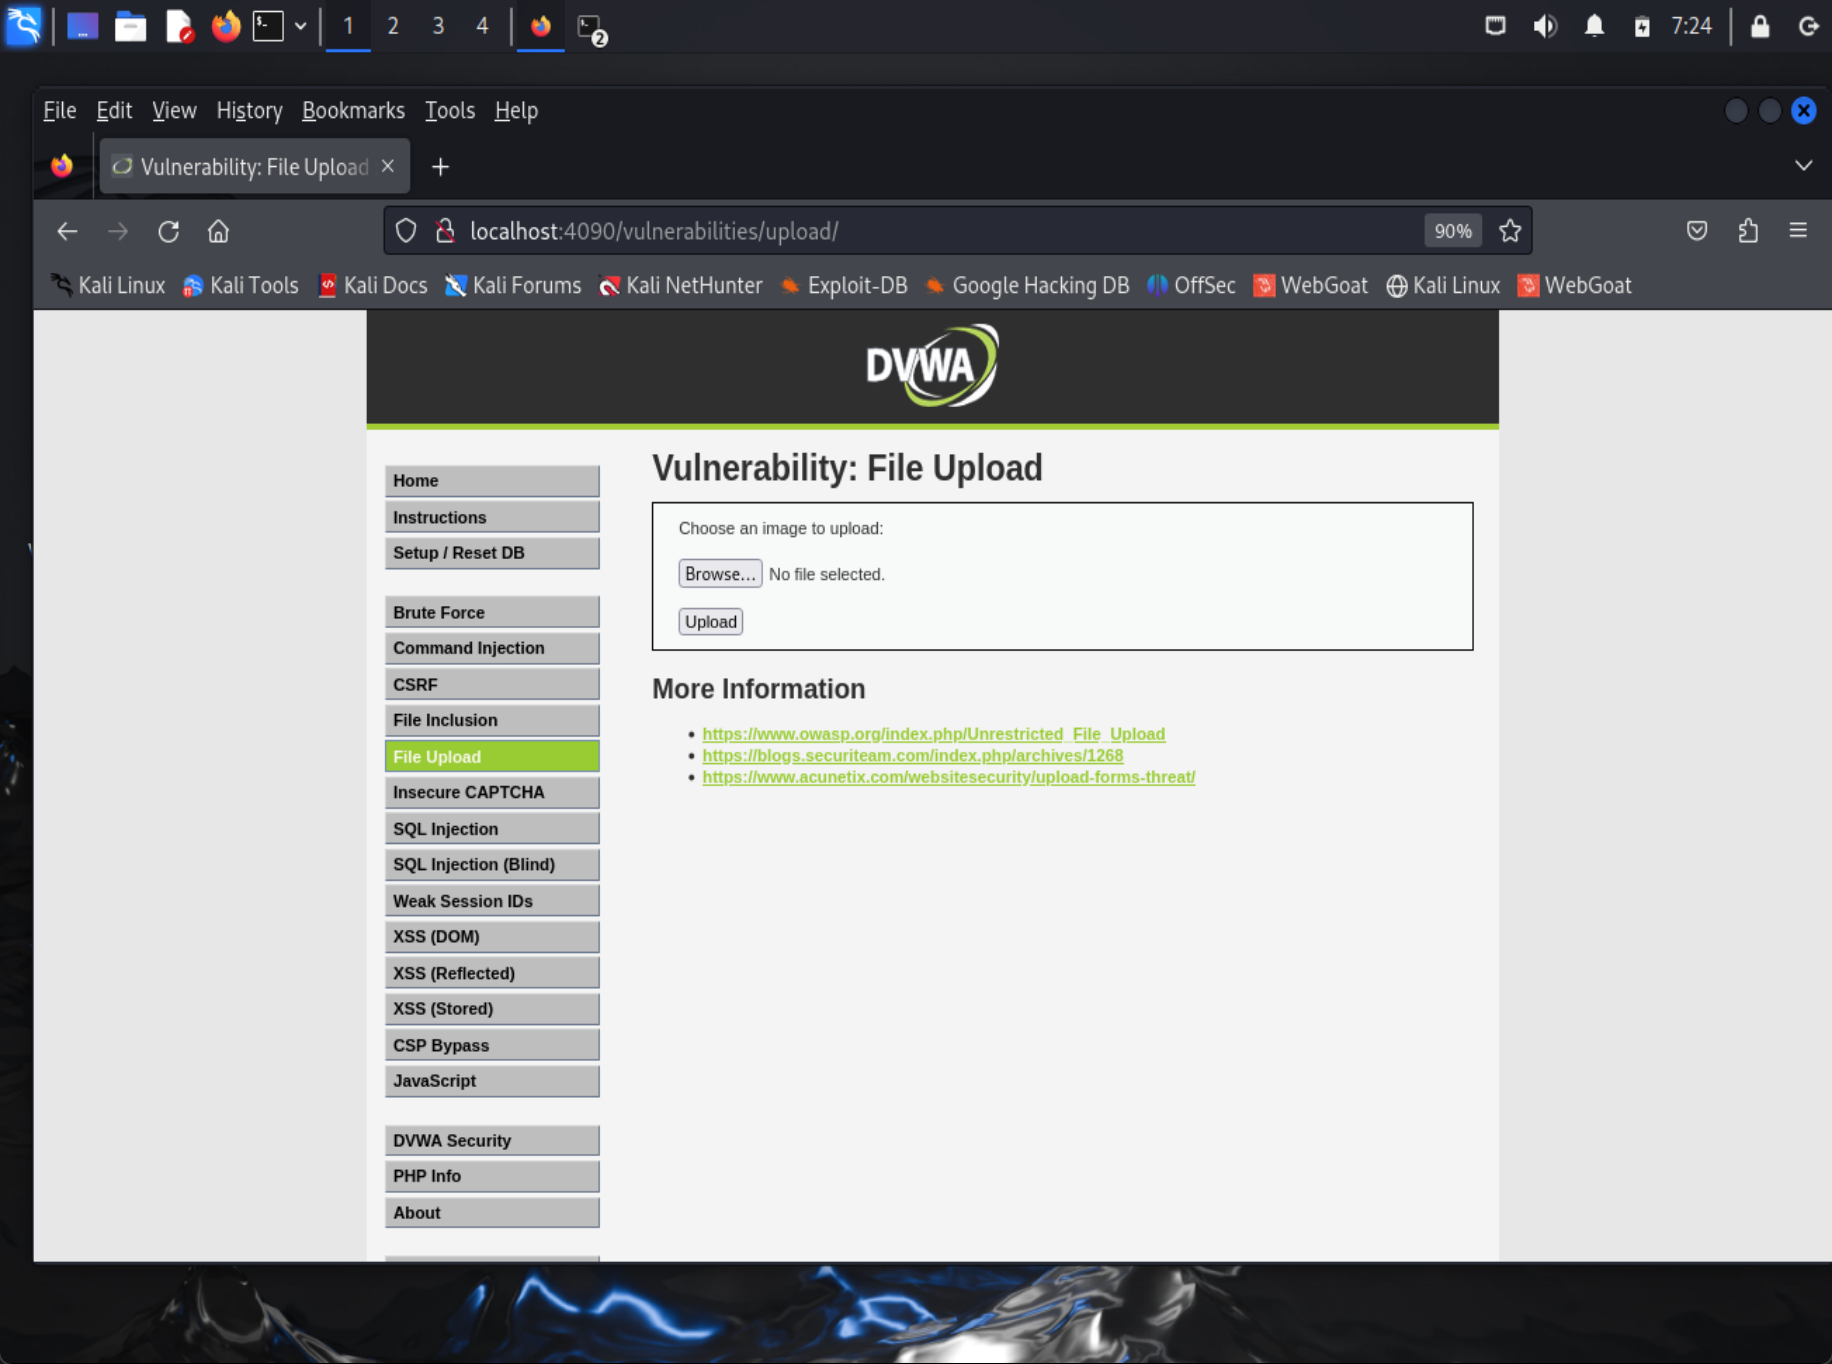 1 2 3 4 2 7:24
File Edit View History Bookmarks Tools Help
Vulnerability: File Upload
localhost:4090/vulnerabilities/upload/ 90%
Kali Linux Kali Tools Kali Docs Kali Forums Kali NetHunter Exploit-DB Google Hacking DB OffSec WebGoat Kali Linux WebGoat
DVWA
Home
Instructions
Setup / Reset DB
Brute Force
Command Injection
CSRF
File Inclusion
File Upload
Insecure CAPTCHA
SQL Injection
SQL Injection (Blind)
Weak Session IDs
XSS (DOM)
XSS (Reflected)
XSS (Stored)
CSP Bypass
JavaScript
DVWA Security
PHP Info
About
Vulnerability: File Upload
Choose an image to upload:
Browse... No file selected.
Upload
More Information
https://www.owasp.org/index.php/Unrestricted_File_Upload
https://blogs.securiteam.com/index.php/archives/1268
https://www.acunetix.com/websitesecurity/upload-forms-threat/